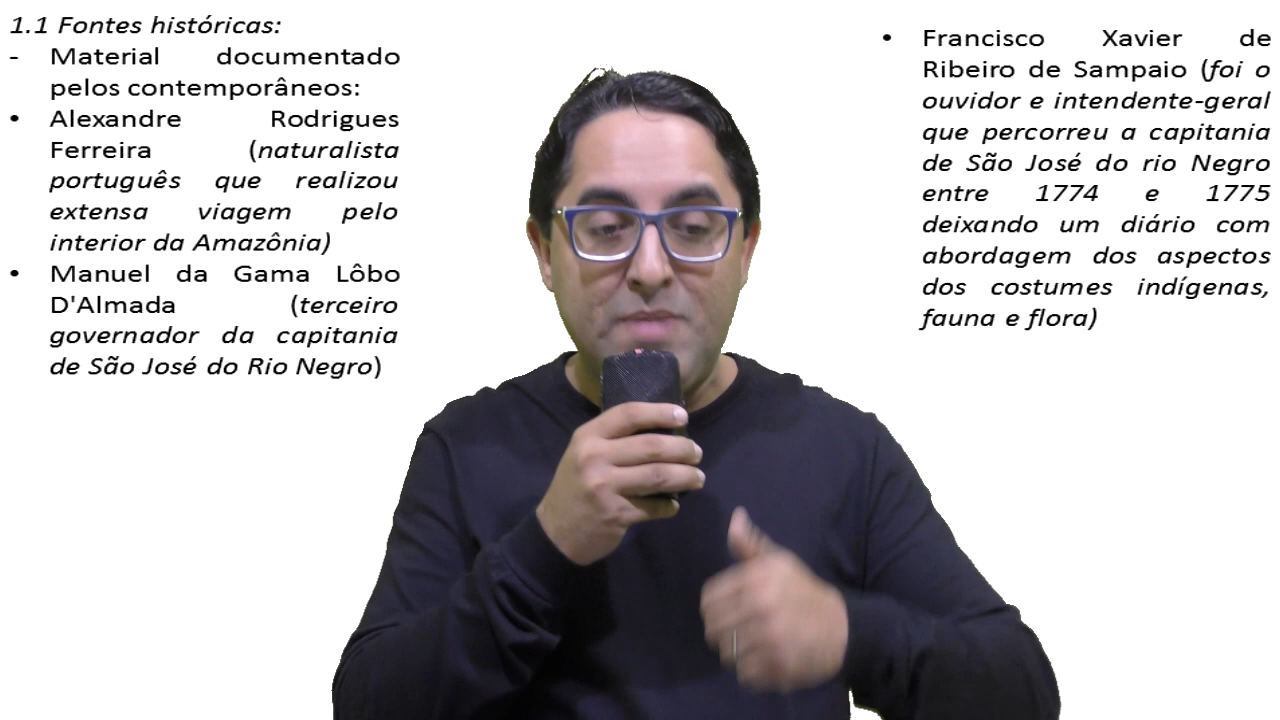 1.1 Fontes históricas:
- Material documentado
pelos contemporâneos:
• Alexandre Rodrigues
Ferreira (naturalista
português que realizou
extensa viagem pelo
interior da Amazônia)
• Manuel da Gama Lôbo
D'Almada (terceiro
governador da capitania
de São José do Rio Negro)
• Francisco Xavier de
Ribeiro de Sampaio (foi o
ouvidor e intendente-geral
que percorreu a capitania
de São José do rio Negro
entre 1774 e 1775
deixando um diário com
abordagem dos aspectos
dos costumes indígenas,
fauna e flora)